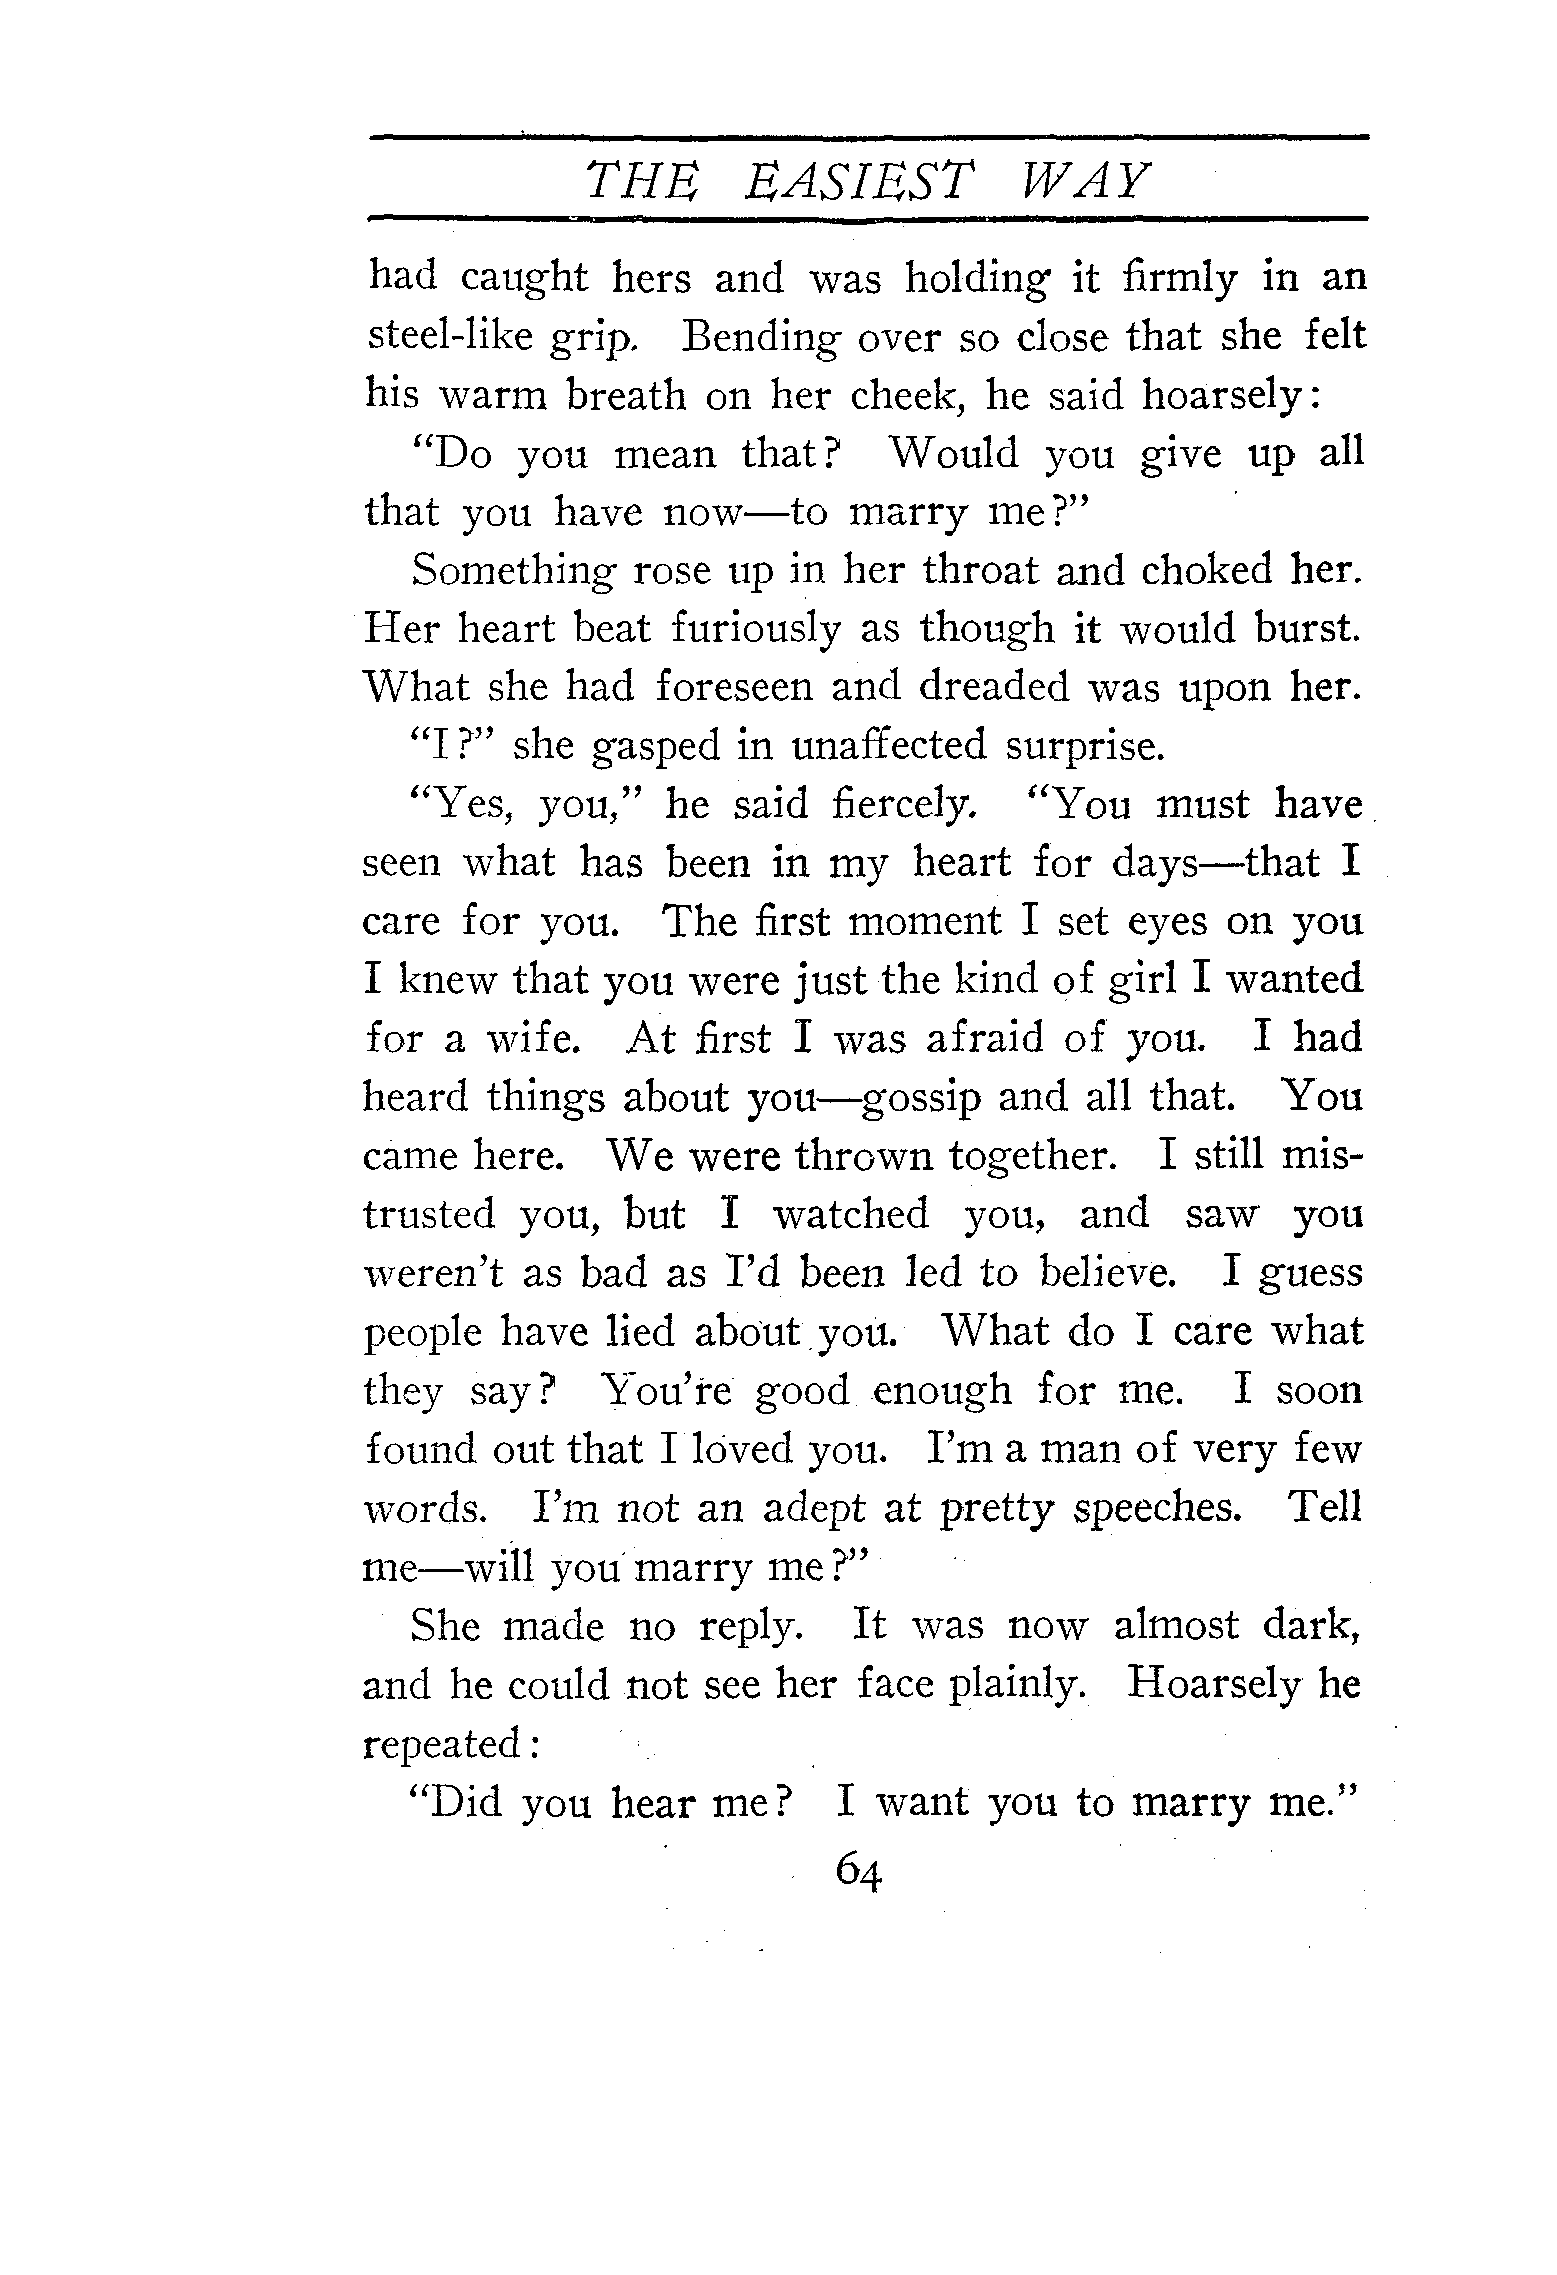 THE EASIEST WAY
had caught hers and was holding it firmly in an
steel-like grip. Bending over so close that she felt
his warm breath on her cheek, he said hoarsely:
"Do you mean that? Would you give up all
that you have now—to marry me?"
Something rose up in her throat and choked her.
Her heart beat furiously as though it would burst.
What she had foreseen and dreaded was upon her.
"I?" she gasped in unaffected surprise.
"Yes, you," he said fiercely. "You must have
seen what has been in my heart for days—that I
care for you. The first moment I set eyes on you
I knew that you were just the kind of girl I wanted
for a wife. At first I was afraid of you. I had
heard things about you—gossip and all that. You
came here. We were thrown together. I still mis-
trusted you, but I watched you, and saw you
weren't as bad as I'd been led to believe. I guess
people have lied about you. What do I care what
they say? You're good enough for me. I soon
found out that I loved you. I'm a man of very few
words. I'm not an adept at pretty speeches. Tell
me—will you marry me?"
She made no reply. It was now almost dark,
and he could not see her face plainly. Hoarsely he
repeated:
"Did you hear me? I want you to marry me."
64